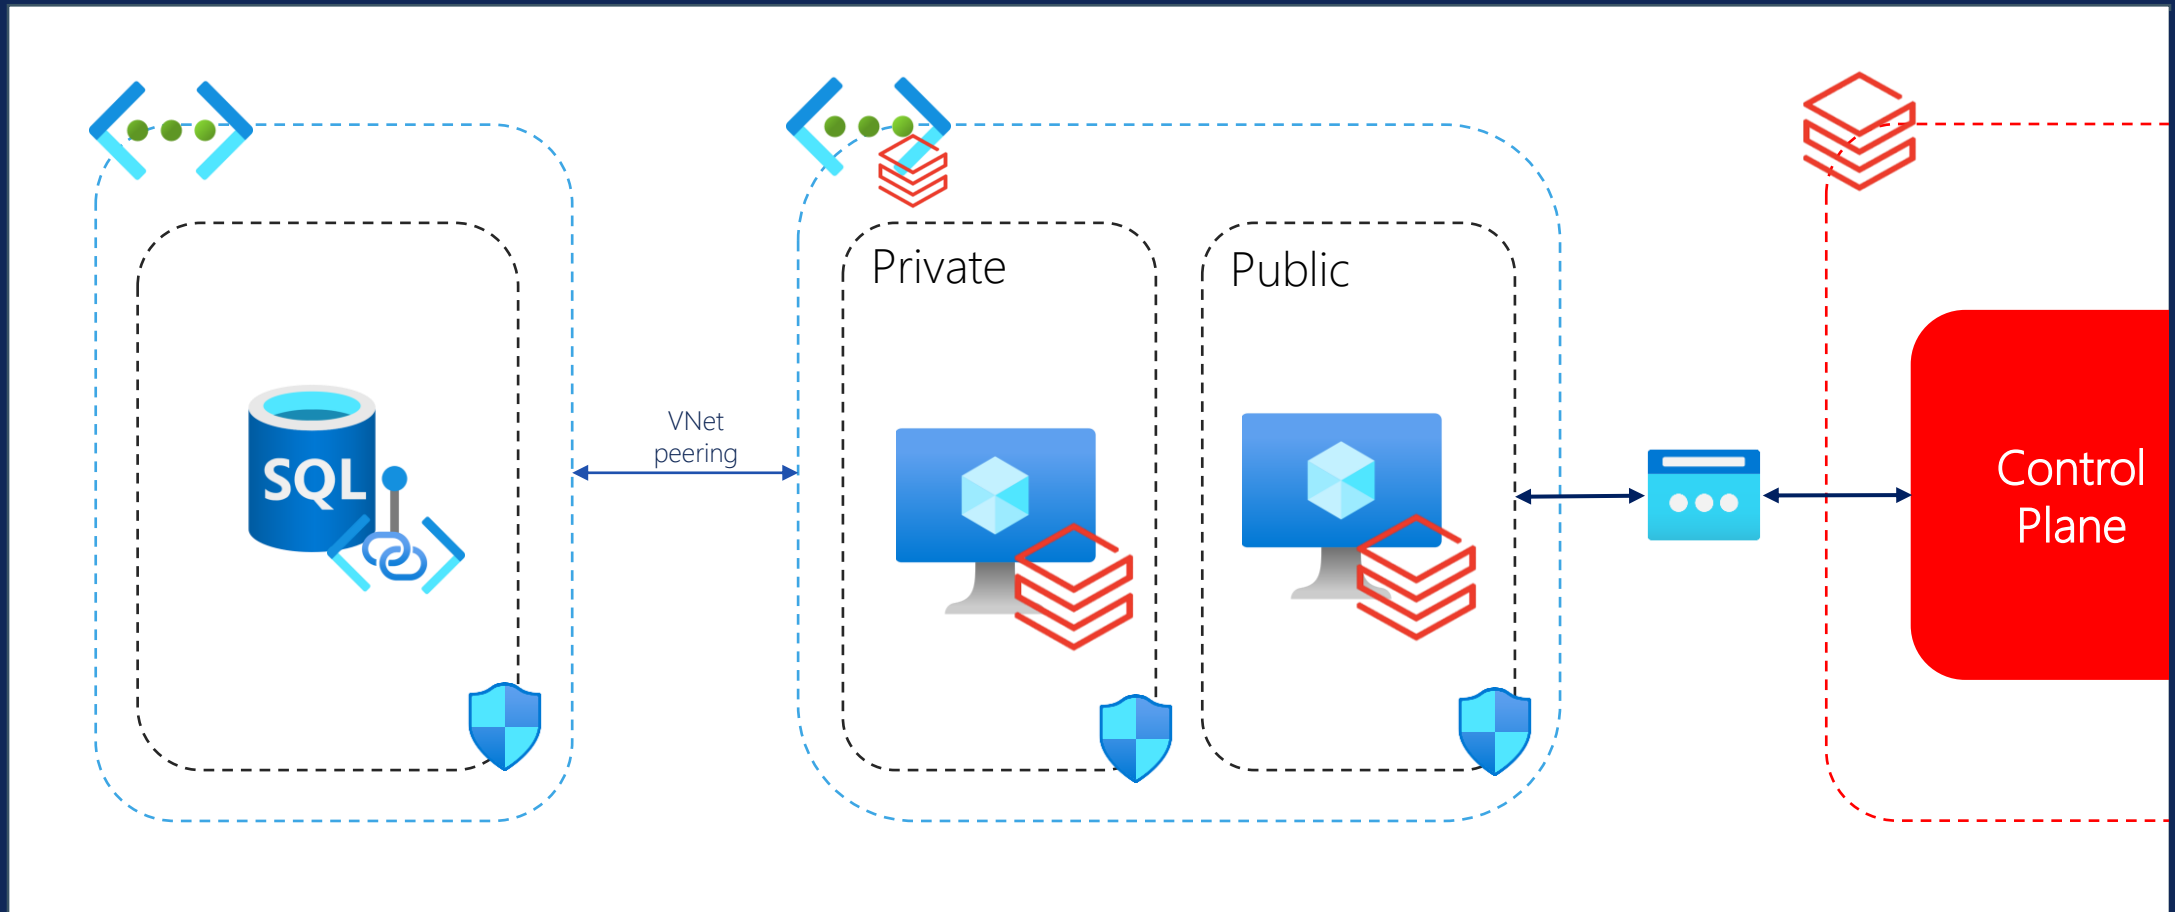 Private
Public
VNet
peering
SQL
Control
Plane